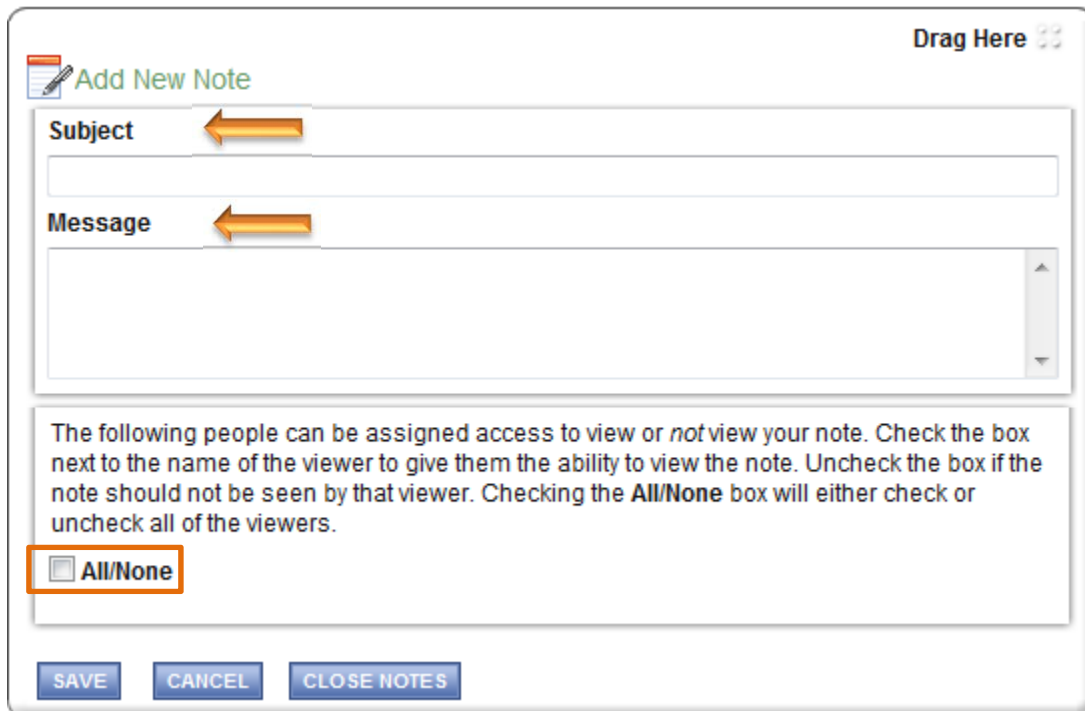 Drag Here
Add New Note
Subject
Message
The following people can be assigned access to view or not view your note. Check the box
next to the name of the viewer to give them the ability to view the note. Uncheck the box if the
note should not be seen by that viewer. Checking the All/None box will either check or
uncheck all of the viewers.
All/None
SAVE CANCEL CLOSE NOTES